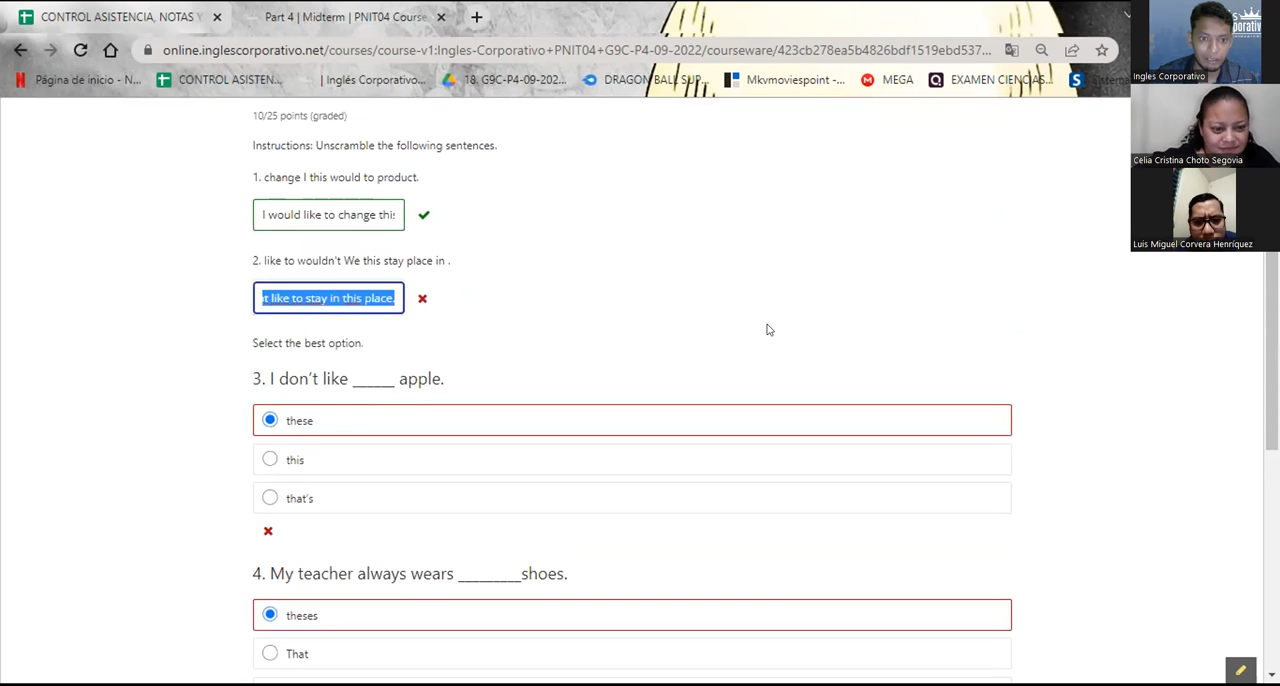 CONTROL ASISTENCIA, NOTAS Y
Part 4 | Midterm | PNIT04 Course
online.inglescorporativo.net/courses/course-v1:Ingles-Corporativo+PNIT04+G9C-P4-09-2022/courseware/423cb278ea5b4826bdf1519ebd537...
Página de inicio - N...
CONTROL ASISTEN...
| Inglés Corporativo...
18. G9C-P4-09-202...
DRAGON BALL SUP...
Mkvmoviespoint -...
MEGA
EXAMEN CIENCIAS...
Ingles Corporativo
Celia Cristina Choto Segovia
Luis Miguel Corvera Henríquez
10/25 points (graded)
Instructions: Unscramble the following sentences.
1. change I this would to product.
I would like to change this
2. like to wouldn't We this stay place in .
t like to stay in this place.
Select the best option.
3. I don't like ______ apple.
these
this
that's
4. My teacher always wears _________shoes.
theses
That